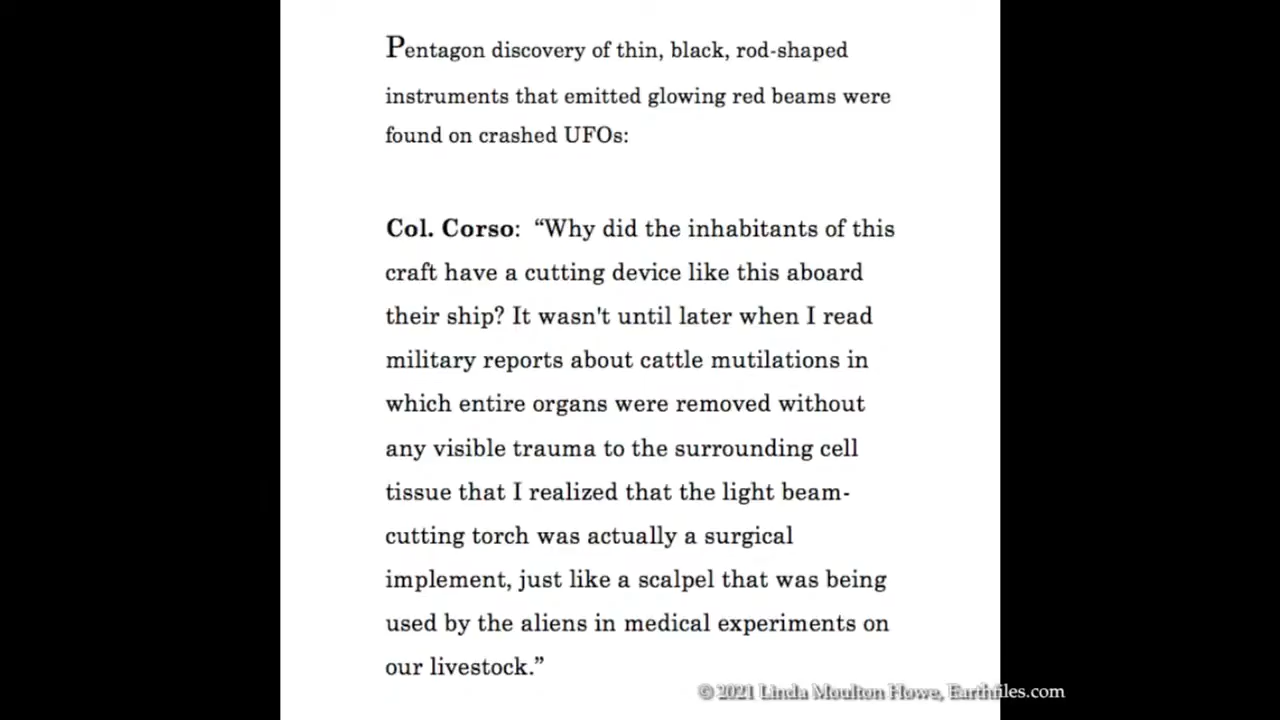 Pentagon discovery of thin, black, rod-shaped
instruments that emitted glowing red beams were
found on crashed UFOs:
Col. Corso: “Why did the inhabitants of this
craft have a cutting device like this aboard
their ship? It wasn't until later when I read
military reports about cattle mutilations in
which entire organs were removed without
any visible trauma to the surrounding cell
tissue that I realized that the light beam-
cutting torch was actually a surgical
implement, just like a scalpel that was being
used by the aliens in medical experiments on
our livestock.”
© 2021 Linda Moulton Howe, Earthfiles.com